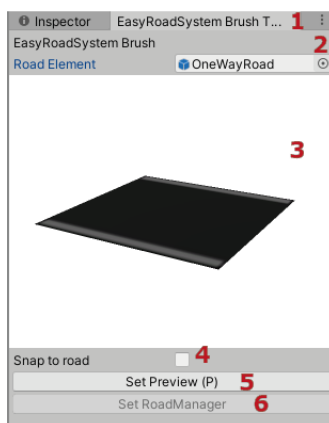 Inspector EasyRoadSystem Brush T... 1
EasyRoadSystem Brush 2
Road Element OneWayRoad
3
Snap to road 4
Set Preview (P) 5
Set RoadManager 6